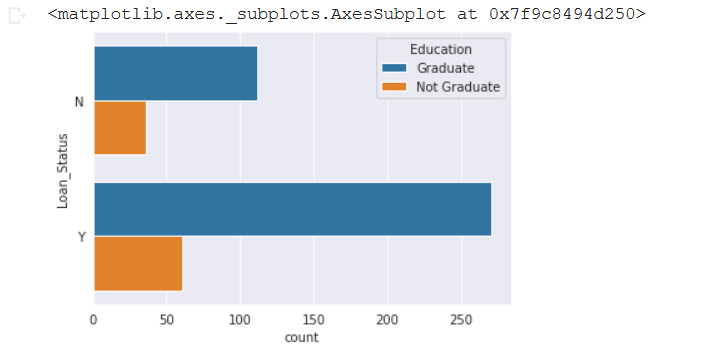 <matplotlib.axes._subplots.AxesSubplot at 0x7f9c8494d250>
Education
Graduate
Not Graduate
N
Y
Loan_Status
0 50 100 150 200 250
count